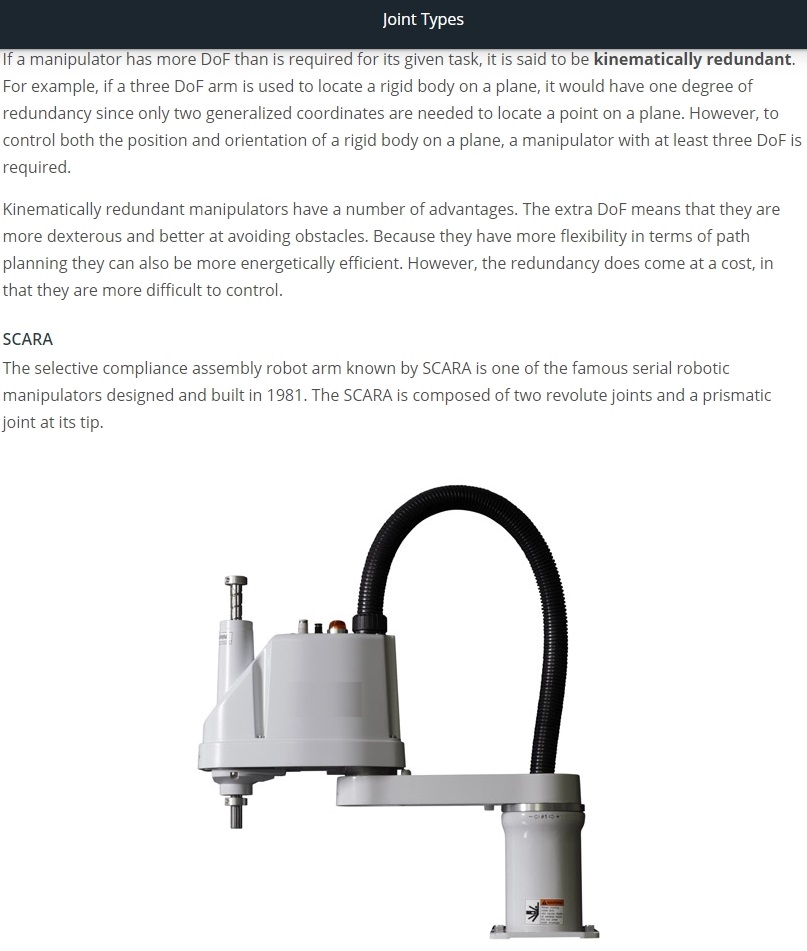 Joint Types
If a manipulator has more DoF than is required for its given task, it is said to be kinematically redundant.
For example, if a three DoF arm is used to locate a rigid body on a plane, it would have one degree of
redundancy since only two generalized coordinates are needed to locate a point on a plane. However, to
control both the position and orientation of a rigid body on a plane, a manipulator with at least three DoF is
required.
Kinematically redundant manipulators have a number of advantages. The extra DoF means that they are
more dexterous and better at avoiding obstacles. Because they have more flexibility in terms of path
planning they can also be more energetically efficient. However, the redundancy does come at a cost, in
that they are more difficult to control.
SCARA
The selective compliance assembly robot arm known by SCARA is one of the famous serial robotic
manipulators designed and built in 1981. The SCARA is composed of two revolute joints and a prismatic
joint at its tip.